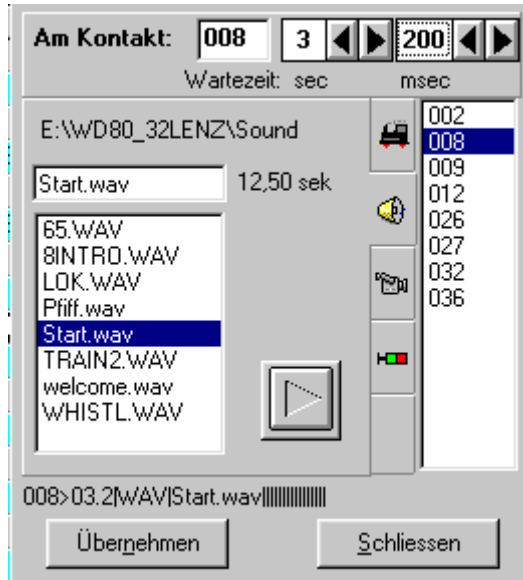 Am Kontakt: 008 3 200
Wartezeit: sec msec
E:\WD80_32LENZ\Sound
Start.wav 12,50 sek
65.WAV
8INTRO.WAV
LOK.WAV
Pfiff.wav
Start.wav
TRAIN2.WAV
welcome.wav
WHISTL.WAV
002
008
009
012
026
027
032
036
008>03.2|WAV|Start.wav|||||||||||||||
Übernehmen Schliessen